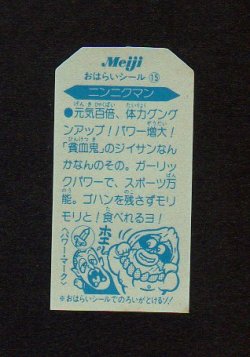 Meiji
おはらいシール⑮
ニンニクマン
●元気百倍、体力グング
ンアップ！パワー増大！
「貧血鬼」のジイサンなん
かなんのその。ガーリッ
クパワーで、スポーツ万
能。ゴハンを残さずモリ
モリと！食べれるヨ！
〈パワー・マーク〉
※おはらいシールでのろいがとけるゾ！